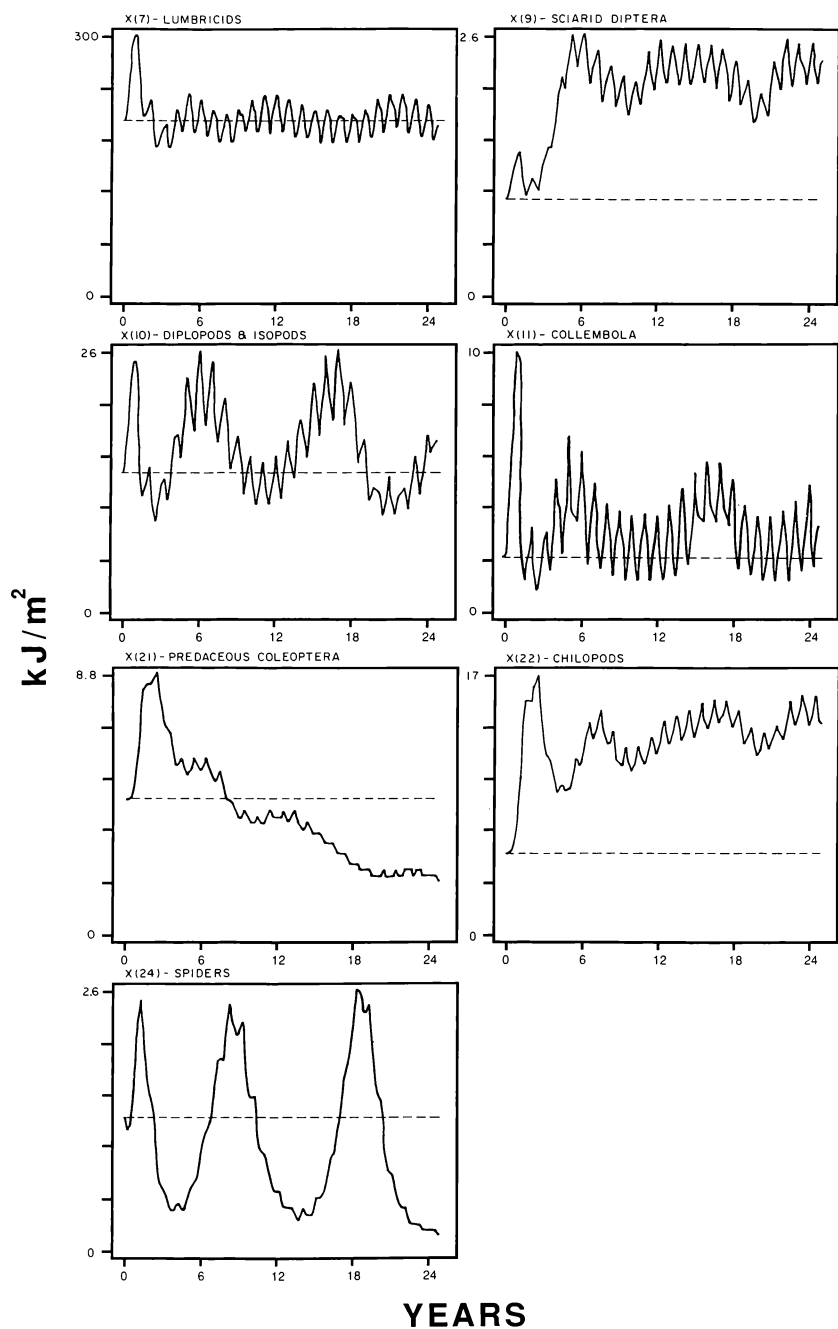 X(7)- LUMBRICIDS
300
0
0 6 12 18 24
X(9)- SCIARID DIPTERA
2.6
0
0 6 12 18 24
X(10)- DIPLOPODS & ISOPODS
26
0
0 6 12 18 24
X(11)- COLLEMBOLA
10
0
0 6 12 18 24
X(21)- PREDACEOUS COLEOPTERA
8.8
0
0 6 12 18 24
X(22)- CHILOPODS
17
0
0 6 12 18 24
X(24)- SPIDERS
2.6
0
0 6 12 18 24
kJ/m²
YEARS